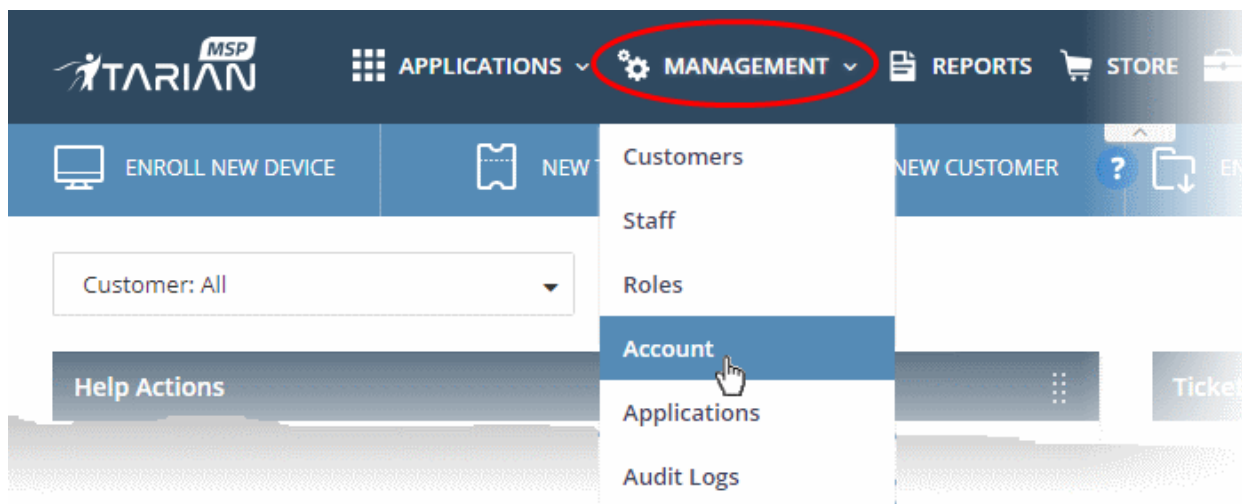 MSP
ITARIAN
APPLICATIONS
MANAGEMENT
REPORTS
STORE
ENROLL NEW DEVICE
NEW
NEW CUSTOMER
?
Customers
Staff
Roles
Account
Applications
Audit Logs
Customer: All
Help Actions